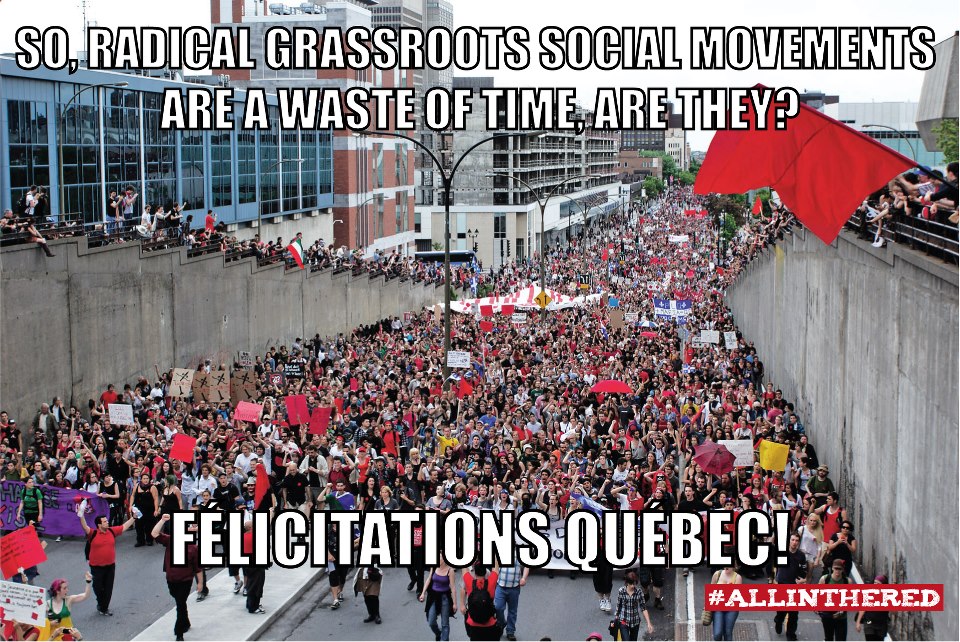 SO, RADICAL GRASSROOTS SOCIAL MOVEMENTS
ARE A WASTE OF TIME, ARE THEY?
FÉLICITATIONS QUÉBEC!
#ALLINTHERED